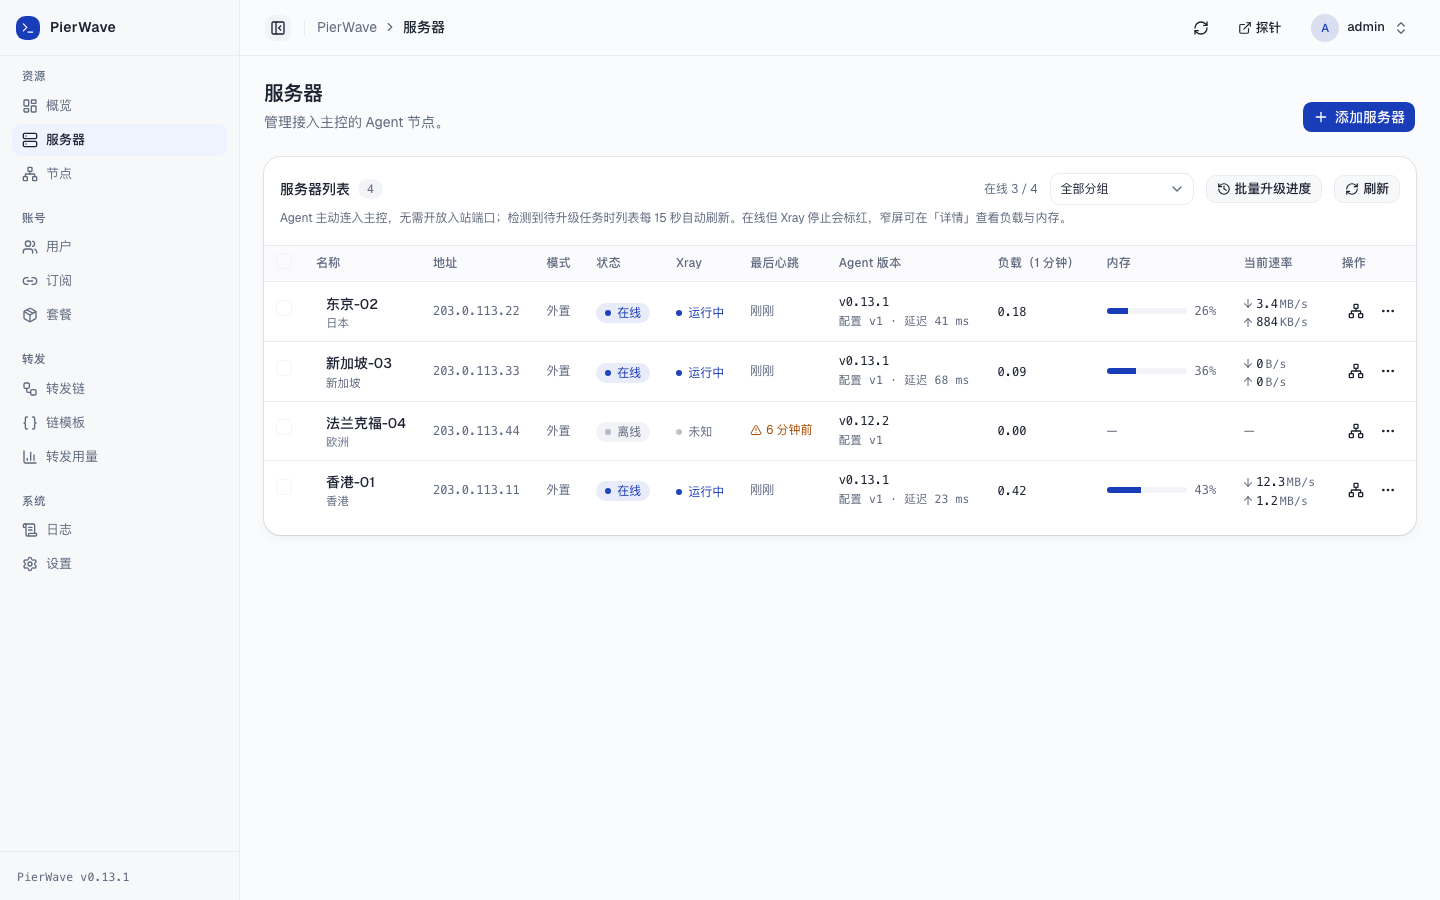 PierWave
PierWave > 服务器
探针
A
admin
资源
概览
服务器
节点
账号
用户
订阅
套餐
转发
转发链
链模板
转发用量
系统
日志
设置
PierWave v0.13.1
服务器
管理接入主控的 Agent 节点。
添加服务器
服务器列表 4
在线 3 / 4
全部分组
批量升级进度
刷新
Agent 主动连入主控，无需开放入站端口；检测到待升级任务时列表每 15 秒自动刷新。在线但 Xray 停止会标红，窄屏可在「详情」查看负载与内存。
名称 地址 模式 状态 Xray 最后心跳 Agent 版本 负载（1 分钟） 内存 当前速率 操作
东京-02 203.0.113.22 外置 在线 运行中 刚刚 v0.13.1 0.18 26% ↓ 3.4 MB/s
日本 配置 v1 · 延迟 41 ms ↑ 884 KB/s
新加坡-03 203.0.113.33 外置 在线 运行中 刚刚 v0.13.1 0.09 36% ↓ 0 B/s
新加坡 配置 v1 · 延迟 68 ms ↑ 0 B/s
法兰克福-04 203.0.113.44 外置 离线 未知 6 分钟前 v0.12.2 0.00 — —
欧洲 配置 v1
香港-01 203.0.113.11 外置 在线 运行中 刚刚 v0.13.1 0.42 43% ↓ 12.3 MB/s
香港 配置 v1 · 延迟 23 ms ↑ 1.2 MB/s